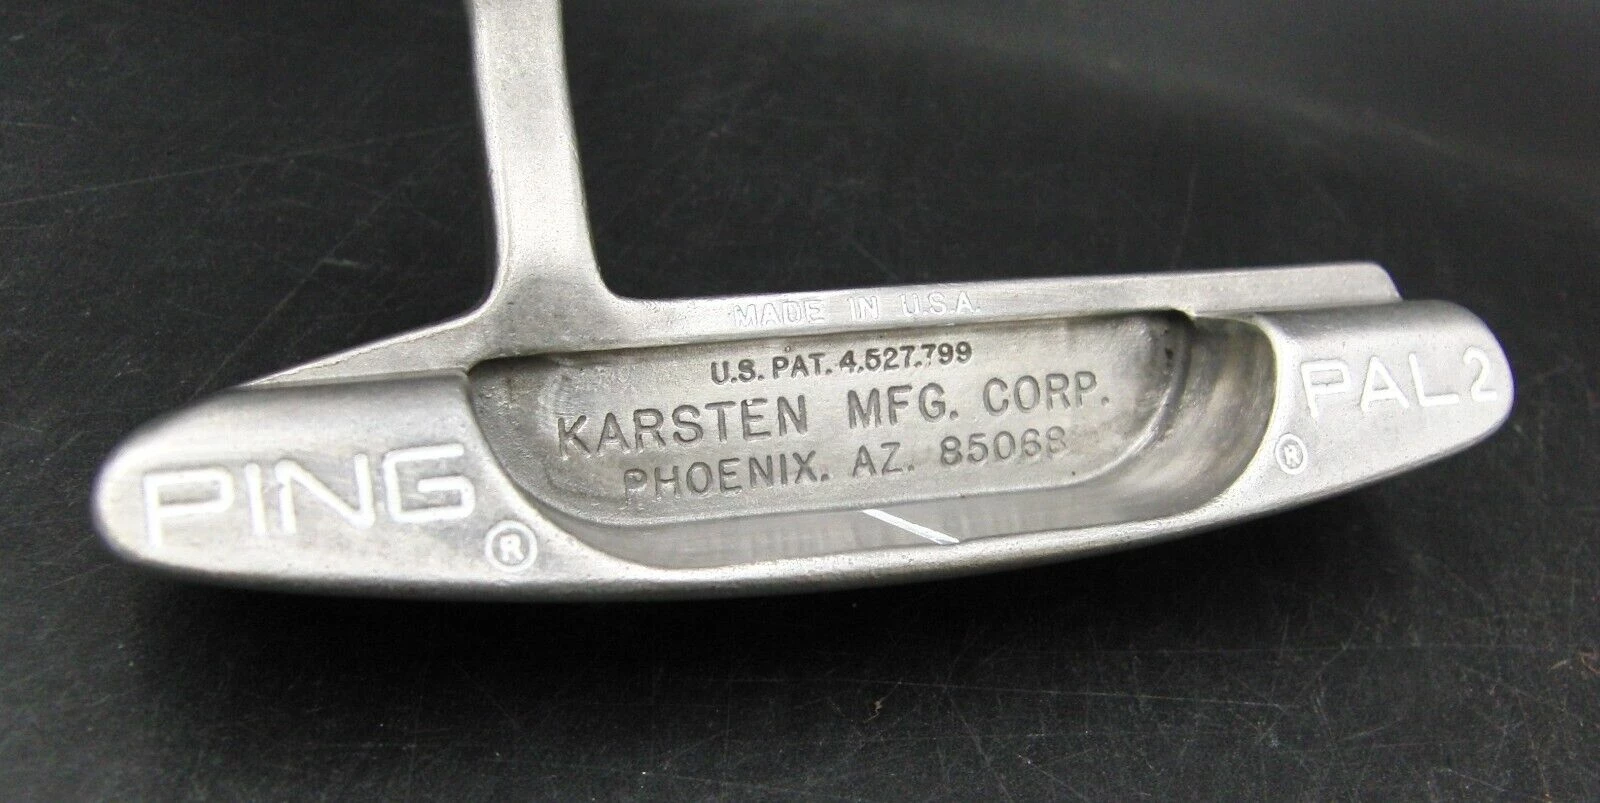 MADE IN U.S.A.
U.S. PAT. 4.527.799
KARSTEN MFG. CORP.
PHOENIX. AZ. 85068
PING ®
PAL 2 ®